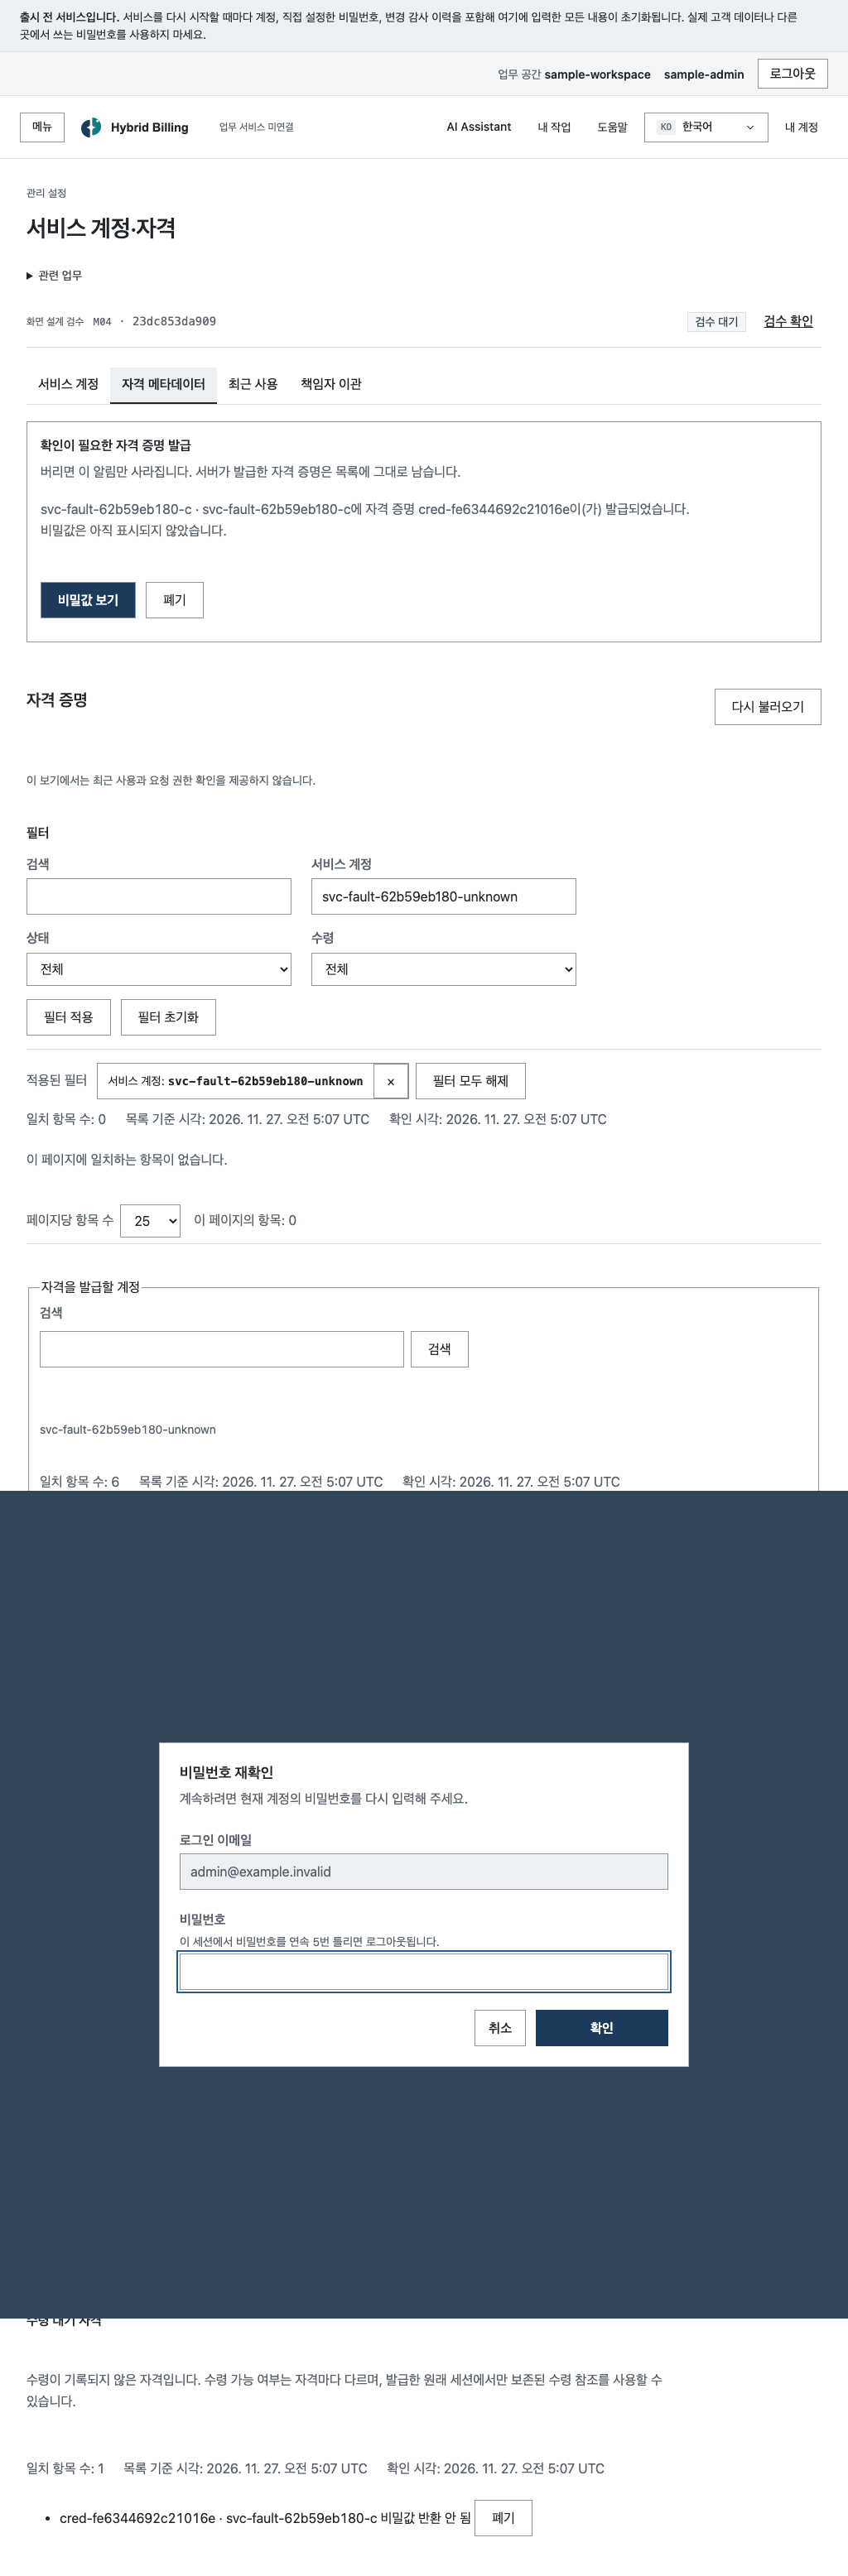 출시 전 서비스입니다. 서비스를 다시 시작할 때마다 계정, 직접 설정한 비밀번호, 변경 감사 이력을 포함해 여기에 입력한 모든 내용이 초기화됩니다. 실제 고객 데이터나 다른
곳에서 쓰는 비밀번호를 사용하지 마세요.
업무 공간 sample-workspace sample-admin 로그아웃
메뉴 Hybrid Billing 업무 서비스 미연결 AI Assistant 내 작업 도움말 KO 한국어 내 계정
관리 설정
서비스 계정·자격
▶ 관련 업무
화면 설계 검수 M04 · 23dc853da909 검수 대기 검수 확인
서비스 계정 자격 메타데이터 최근 사용 책임자 이관
확인이 필요한 자격 증명 발급
버리면 이 알림만 사라집니다. 서버가 발급한 자격 증명은 목록에 그대로 남습니다.
svc-fault-62b59eb180-c · svc-fault-62b59eb180-c에 자격 증명 cred-fe6344692c21016e이(가) 발급되었습니다.
비밀값은 아직 표시되지 않았습니다.
비밀값 보기 폐기
자격 증명 다시 불러오기
이 보기에서는 최근 사용과 요청 권한 확인을 제공하지 않습니다.
필터
검색 서비스 계정
svc-fault-62b59eb180-unknown
상태 수령
전체 전체
필터 적용 필터 초기화
적용된 필터 서비스 계정: svc-fault-62b59eb180-unknown × 필터 모두 해제
일치 항목 수: 0 목록 기준 시각: 2026. 11. 27. 오전 5:07 UTC 확인 시각: 2026. 11. 27. 오전 5:07 UTC
이 페이지에 일치하는 항목이 없습니다.
페이지당 항목 수 25 이 페이지의 항목: 0
자격을 발급할 계정
검색
검색
svc-fault-62b59eb180-unknown
일치 항목 수: 6 목록 기준 시각: 2026. 11. 27. 오전 5:07 UTC 확인 시각: 2026. 11. 27. 오전 5:07 UTC
비밀번호 재확인
계속하려면 현재 계정의 비밀번호를 다시 입력해 주세요.
로그인 이메일
admin@example.invalid
비밀번호
이 세션에서 비밀번호를 연속 5번 틀리면 로그아웃됩니다.
취소 확인
수령 대기 자격
수령이 기록되지 않은 자격입니다. 수령 가능 여부는 자격마다 다르며, 발급한 원래 세션에서만 보존된 수령 참조를 사용할 수
있습니다.
일치 항목 수: 1 목록 기준 시각: 2026. 11. 27. 오전 5:07 UTC 확인 시각: 2026. 11. 27. 오전 5:07 UTC
• cred-fe6344692c21016e · svc-fault-62b59eb180-c 비밀값 반환 안 됨 폐기